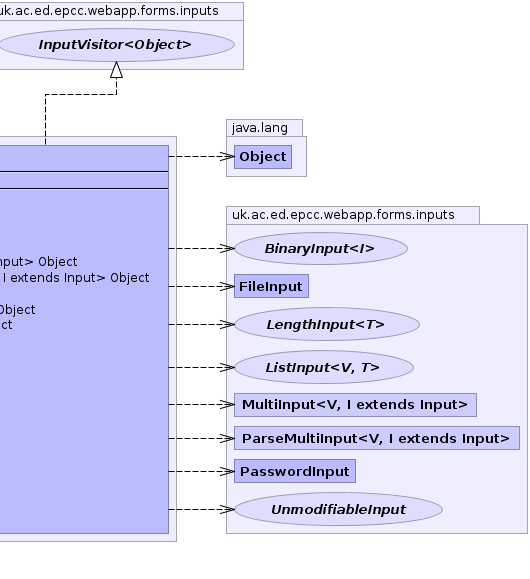 uk.ac.ed.epcc.webapp.forms.inputs
InputVisitor<Object>
java.lang
Object
uk.ac.ed.epcc.webapp.forms.inputs
BinaryInput<I>
nput> Object
I extends Input> Object
FileInput
Object
LengthInput<T>
ct
ListInput<V, T>
MultiInput<V, I extends Input>
ParseMultiInput<V, I extends Input>
PasswordInput
UnmodifiableInput